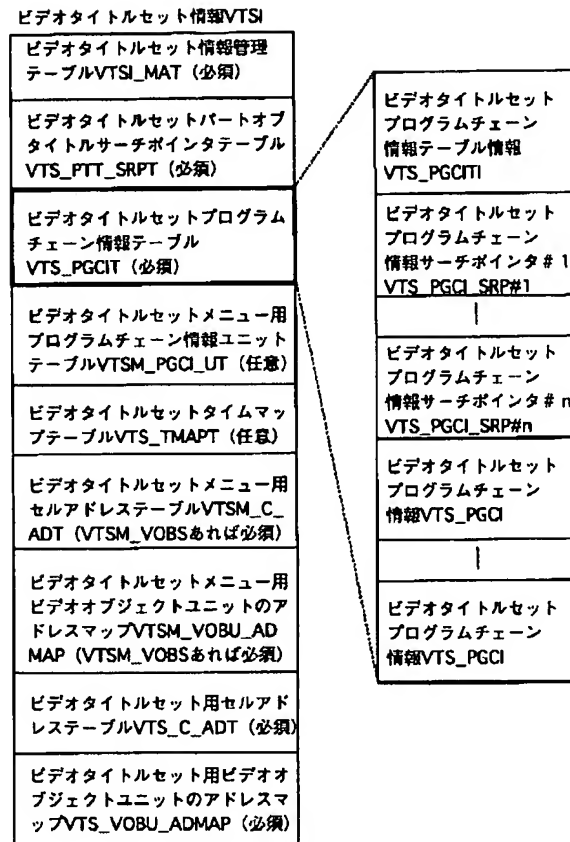 ビデオタイトルセット情報VTSI
ビデオタイトルセット情報管理
テーブルVTSI_MAT(必須)
ビデオタイトルセットパートオブ
タイトルサーチポインタテーブル
VTS_PTT_SRPT(必須)
ビデオタイトルセットプログラム
チェーン情報テーブル
VTS_PGCIT(必須)
ビデオタイトルセットメニュー用
プログラムチェーン情報ユニット
テーブルVTSM_PGCI_UT(任意)
ビデオタイトルセットタイムマッ
プテーブルVTS_TMAPT(任意)
ビデオタイトルセットメニュー用
セルアドレステーブルVTSM_C_
ADT(VTSM_VOBSあれば必須)
ビデオタイトルセットメニュー用
ビデオオブジェクトユニットのア
ドレスマップVTSM_VOBU_AD
MAP(VTSM_VOBSあれば必須)
ビデオタイトルセット用セルアド
レステーブルVTS_C_ADT(必須)
ビデオタイトルセット用ビデオオ
ブジェクトユニットのアドレスマ
ップVTS_VOBU_ADMAP(必須)
ビデオタイトルセット
プログラムチェーン
情報テーブル情報
VTS_PGCITI
ビデオタイトルセット
プログラムチェーン
情報サーチポインタ#1
VTS_PGCI_SRP#1
ビデオタイトルセット
プログラムチェーン
情報サーチポインタ#n
VTS_PGCI_SRP#n
ビデオタイトルセット
プログラムチェーン
情報VTS_PGCI
ビデオタイトルセット
プログラムチェーン
情報VTS_PGCI